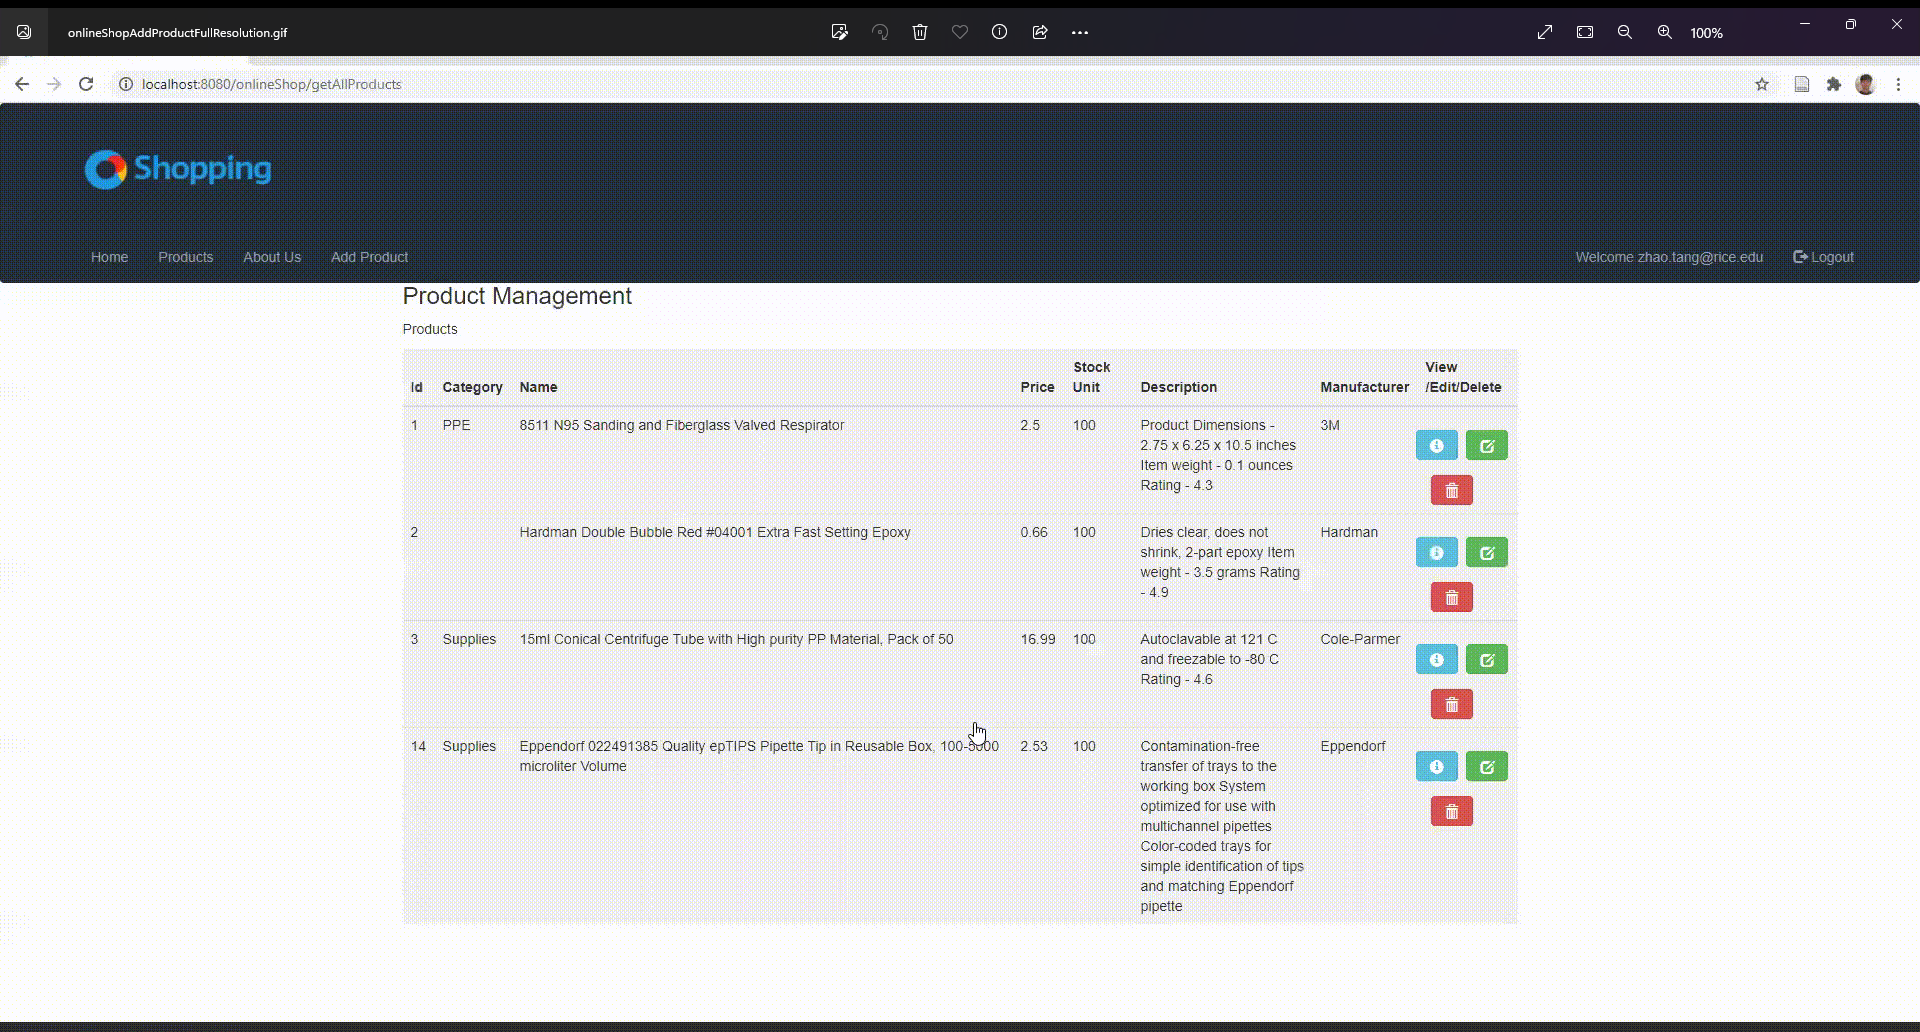 onlineShopAddProductFullResolution.gif
100%
localhost:8080/onlineShop/getAllProducts
Shopping
Home Products About Us Add Product Welcome zhao.tang@rice.edu Logout
Product Management
Products
Id Category Name Price Stock Unit Description Manufacturer View /Edit/Delete
1 PPE 8511 N95 Sanding and Fiberglass Valved Respirator 2.5 100 Product Dimensions - 3M
2.75 x 6.25 x 10.5 inches
Item weight - 0.1 ounces
Rating - 4.3
2 Hardman Double Bubble Red #04001 Extra Fast Setting Epoxy 0.66 100 Dries clear, does not Hardman
shrink, 2-part epoxy Item
weight - 3.5 grams Rating
- 4.9
3 Supplies 15ml Conical Centrifuge Tube with High purity PP Material, Pack of 50 16.99 100 Autoclavable at 121 C Cole-Parmer
and freezable to -80 C
Rating - 4.6
14 Supplies Eppendorf 022491385 Quality epTIPS Pipette Tip in Reusable Box, 100-5000 2.53 100 Contamination-free Eppendorf
microliter Volume transfer of trays to the
working box System
optimized for use with
multichannel pipettes
Color-coded trays for
simple identification of tips
and matching Eppendorf
pipette